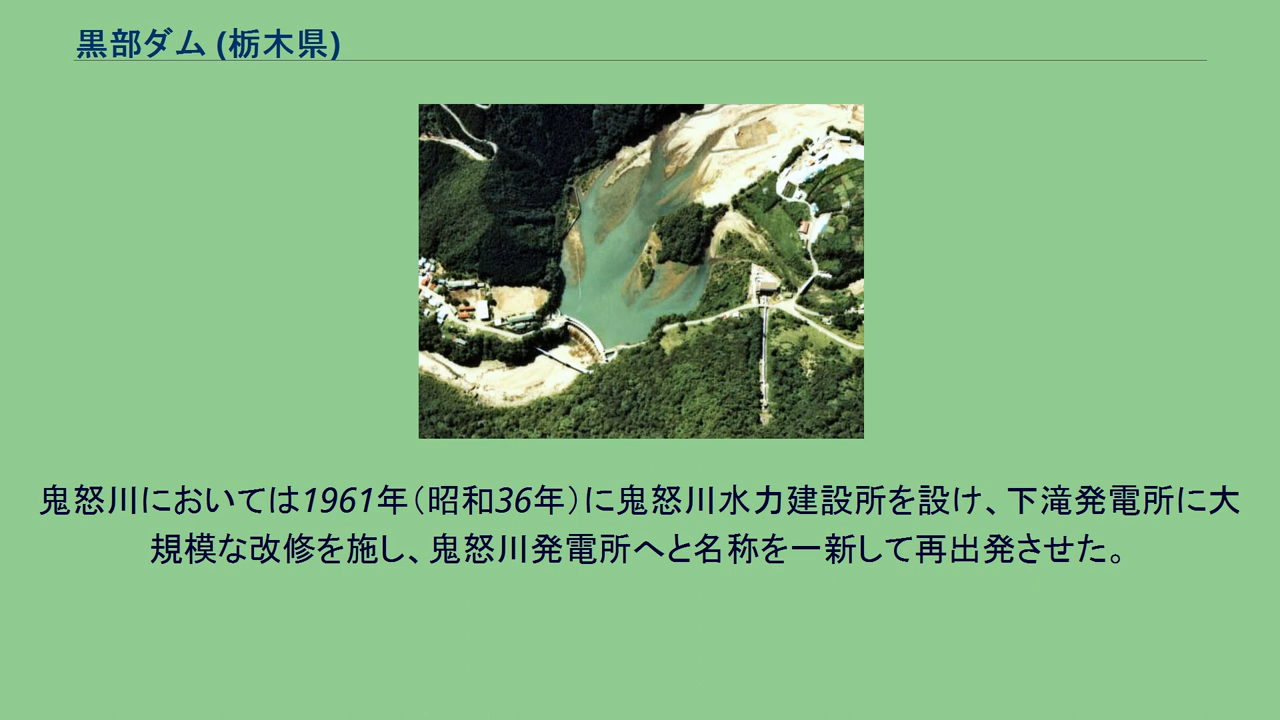 黒部ダム (栃木県)
鬼怒川においては1961年（昭和36年）に鬼怒川水力建設所を設け、下滝発電所に大
規模な改修を施し、鬼怒川発電所へと名称を一新して再出発させた。